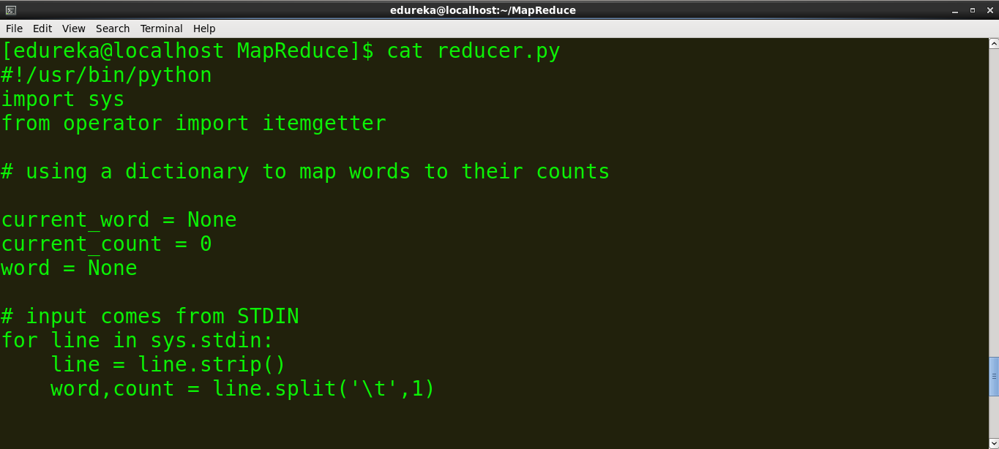 edureka@localhost:~/MapReduce
File Edit View Search Terminal Help
[edureka@localhost MapReduce]$ cat reducer.py
#!/usr/bin/python
import sys
from operator import itemgetter

# using a dictionary to map words to their counts

current_word = None
current_count = 0
word = None

# input comes from STDIN
for line in sys.stdin:
    line = line.strip()
    word,count = line.split('\t',1)